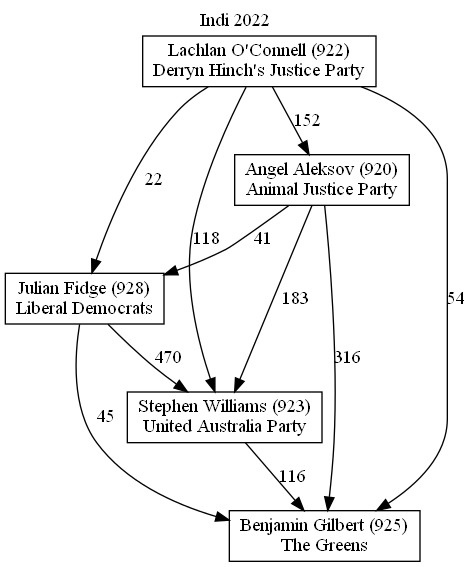 Indi 2022
Lachlan O'Connell (922)
Derryn Hinch's Justice Party
152
Angel Aleksov (920)
Animal Justice Party
22
118
41
183
54
316
Julian Fidge (928)
Liberal Democrats
470
45
Stephen Williams (923)
United Australia Party
116
Benjamin Gilbert (925)
The Greens